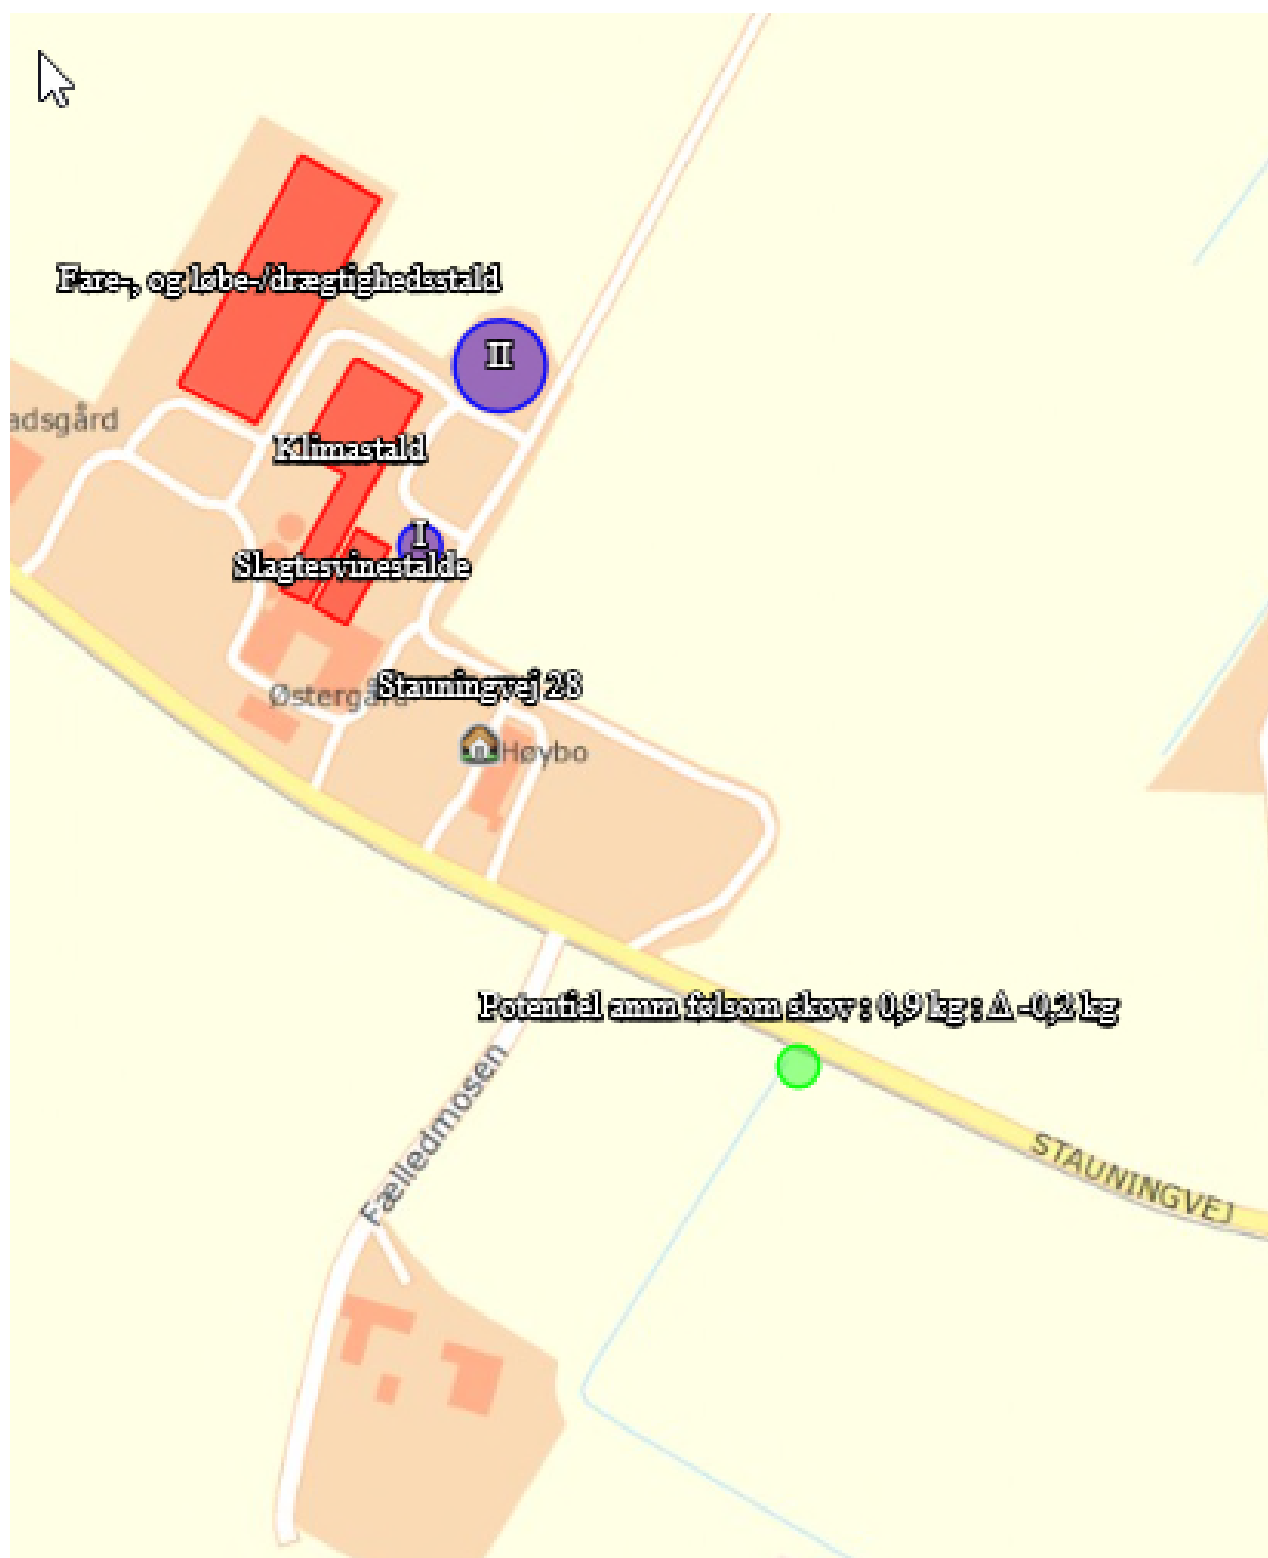 Fare-, og løbe-/drægtighedsstald
II
adsgård
Klimastald
I
Slagtesvinestalde
Stauningvej 28
Østergård
Høybo
Potentiel amm følsom skov : 0,9 kg : Δ -0,2 kg
Fælledmosen
STAUNINGVEJ